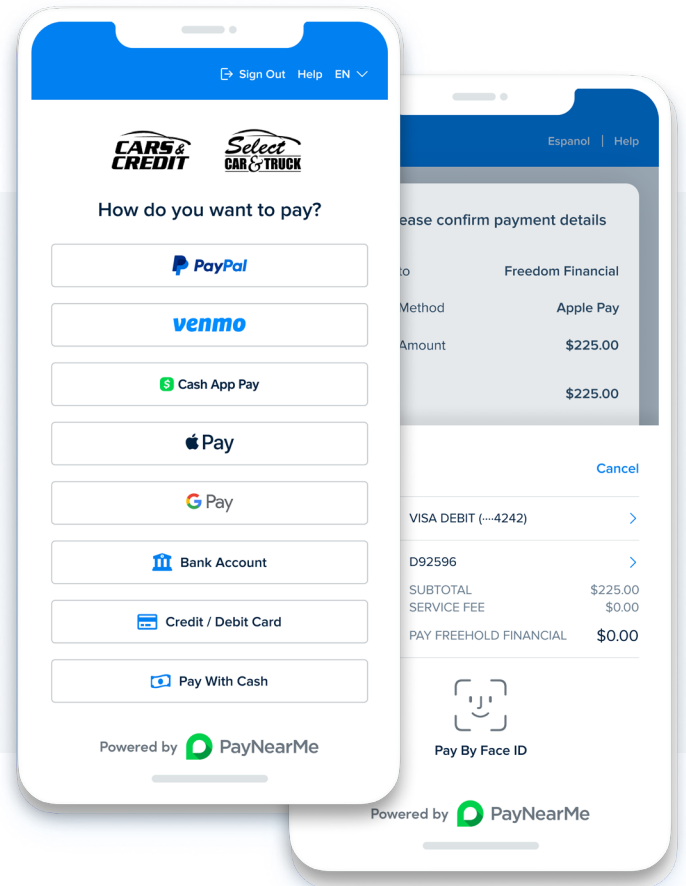 Sign Out Help EN
CARS &
CREDIT
Select
CAR & TRUCK
How do you want to pay?
PayPal
venmo
$ Cash App Pay
Pay
G Pay
Bank Account
Credit / Debit Card
Pay With Cash
Powered by PayNearMe
Espanol | Help
ease confirm payment details
to Freedom Financial
Method Apple Pay
Amount $225.00
$225.00
Cancel
VISA DEBIT (····4242)
D92596
SUBTOTAL $225.00
SERVICE FEE $0.00
PAY FREEHOLD FINANCIAL $0.00
Pay By Face ID
Powered by PayNearMe